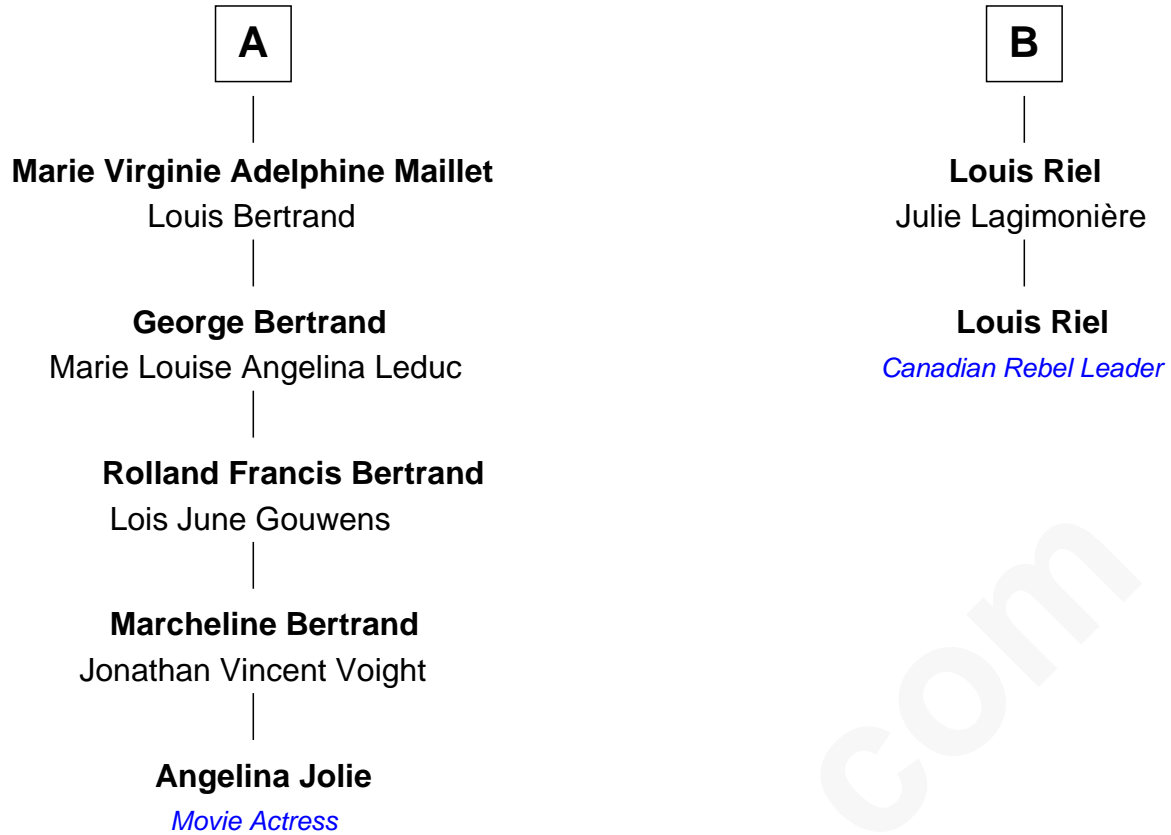 A
Marie Virginie Adelphine Maillet
Louis Bertrand
George Bertrand
Marie Louise Angelina Leduc
Rolland Francis Bertrand
Lois June Gouwens
Marcheline Bertrand
Jonathan Vincent Voight
Angelina Jolie
Movie Actress
B
Louis Riel
Julie Lagimonière
Louis Riel
Canadian Rebel Leader
com